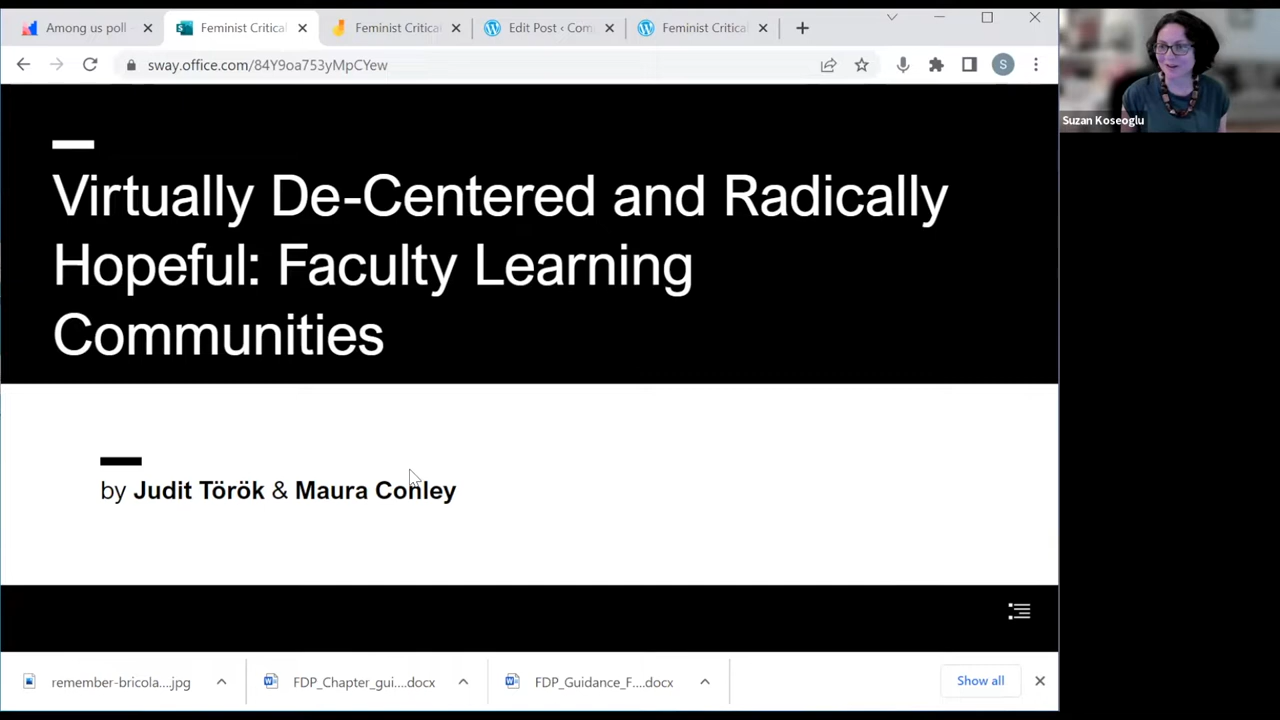 Among us poll
Feminist Critical
Feminist Critica
Edit Post ‹ Com
Feminist Critical
sway.office.com/84Y9oa753yMpCYew
S
Suzan Koseoglu
Virtually De-Centered and Radically
Hopeful: Faculty Learning
Communities
by Judit Török & Maura Conley
remember-bricola....jpg
FDP_Chapter_gui....docx
FDP_Guidance_F....docx
Show all